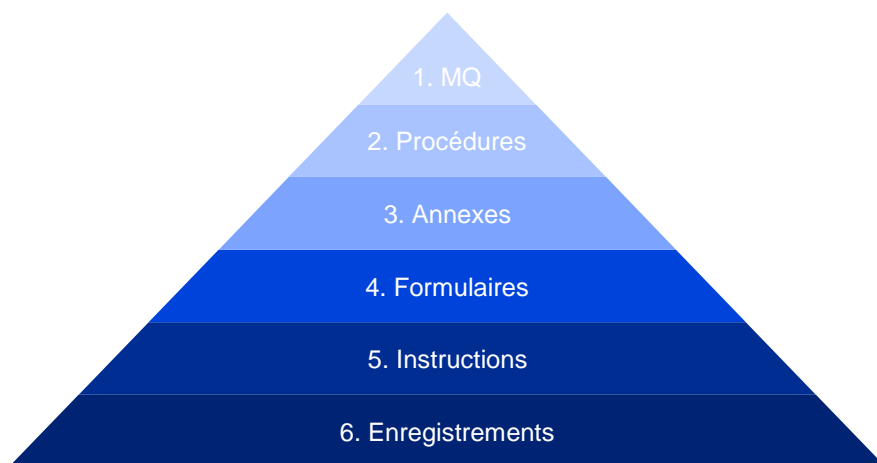 1. MQ
2. Procédures
3. Annexes
4. Formulaires
5. Instructions
6. Enregistrements